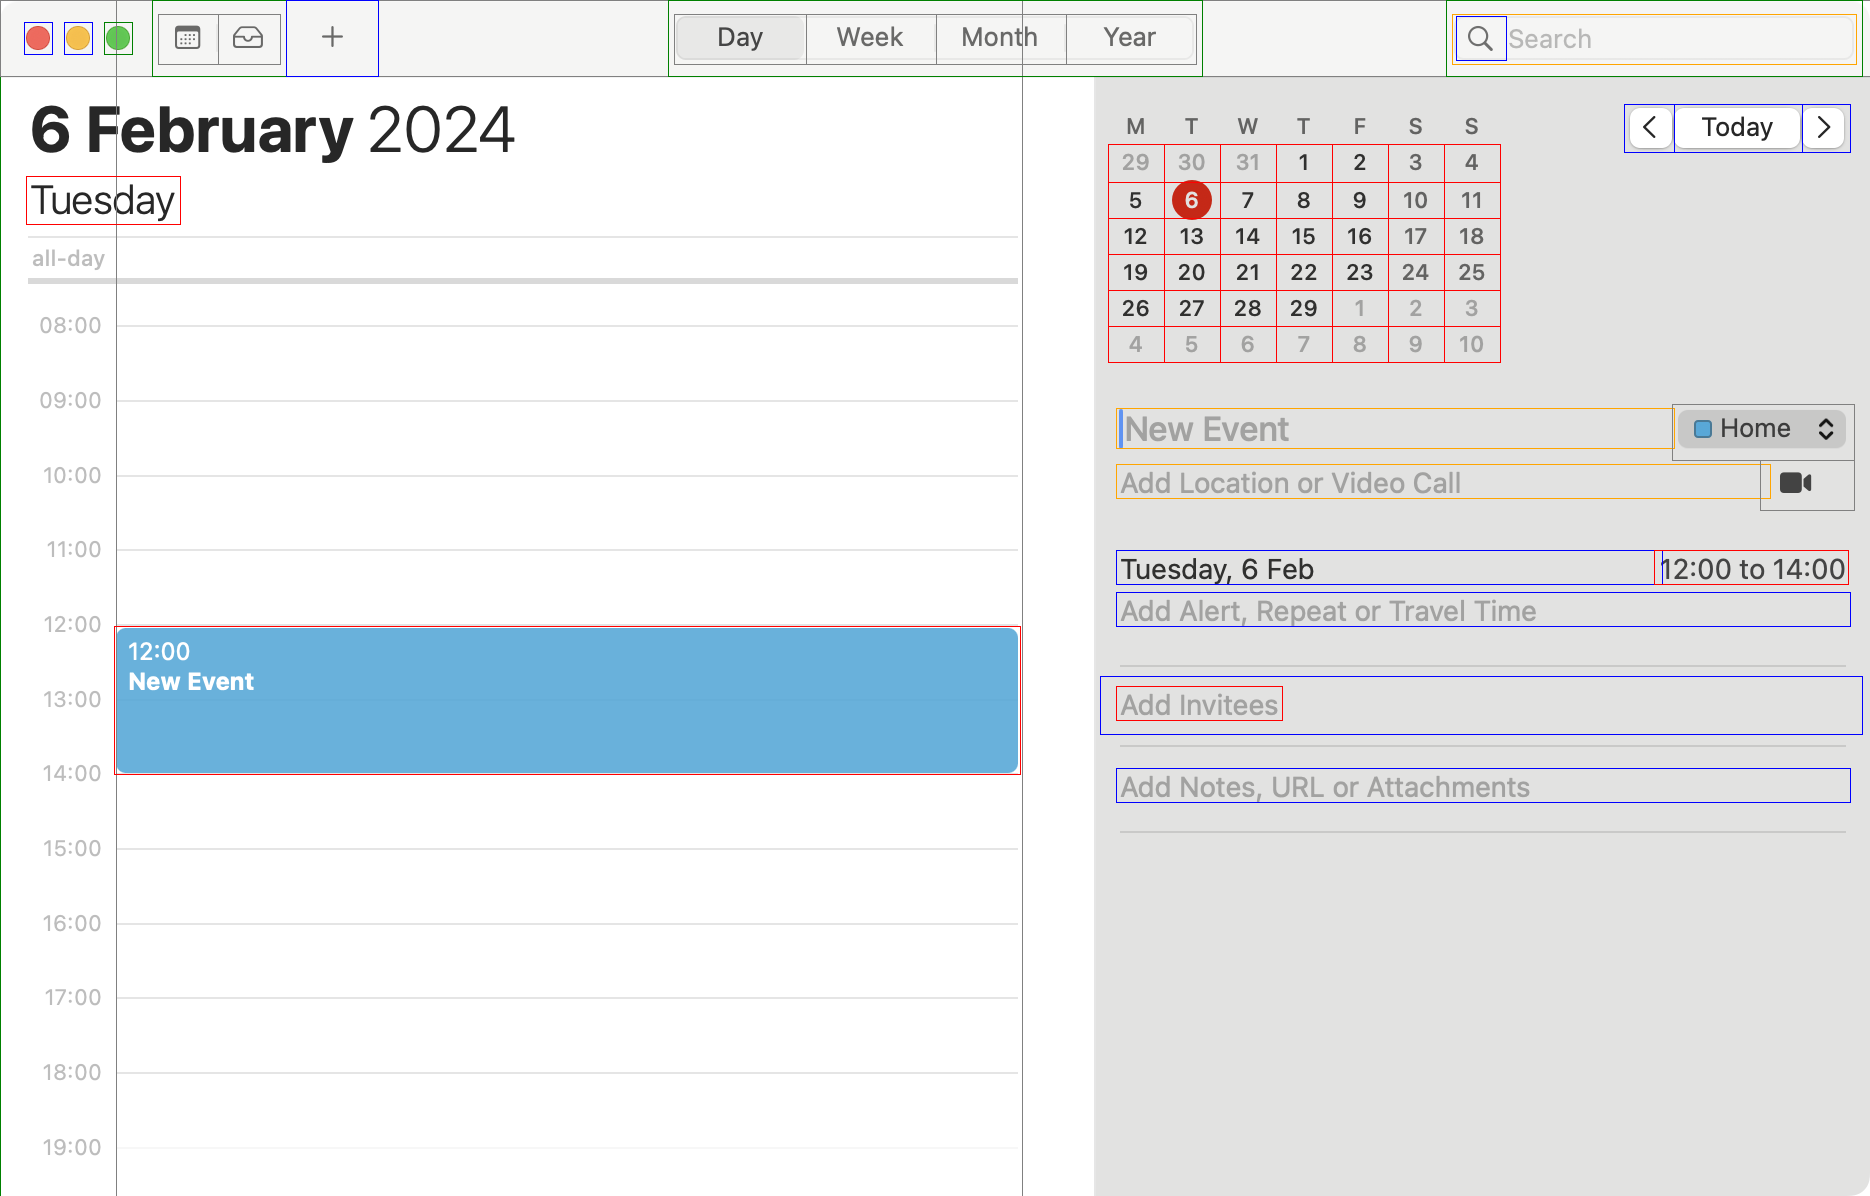 Day Week Month Year
Search
6 February 2024
Tuesday
all-day
08:00
09:00
10:00
11:00
12:00
13:00
14:00
15:00
16:00
17:00
18:00
19:00
12:00
New Event
M T W T F S S
29 30 31 1 2 3 4
5 6 7 8 9 10 11
12 13 14 15 16 17 18
19 20 21 22 23 24 25
26 27 28 29 1 2 3
4 5 6 7 8 9 10
Today
New Event
Home
Add Location or Video Call
Tuesday, 6 Feb 12:00 to 14:00
Add Alert, Repeat or Travel Time
Add Invitees
Add Notes, URL or Attachments